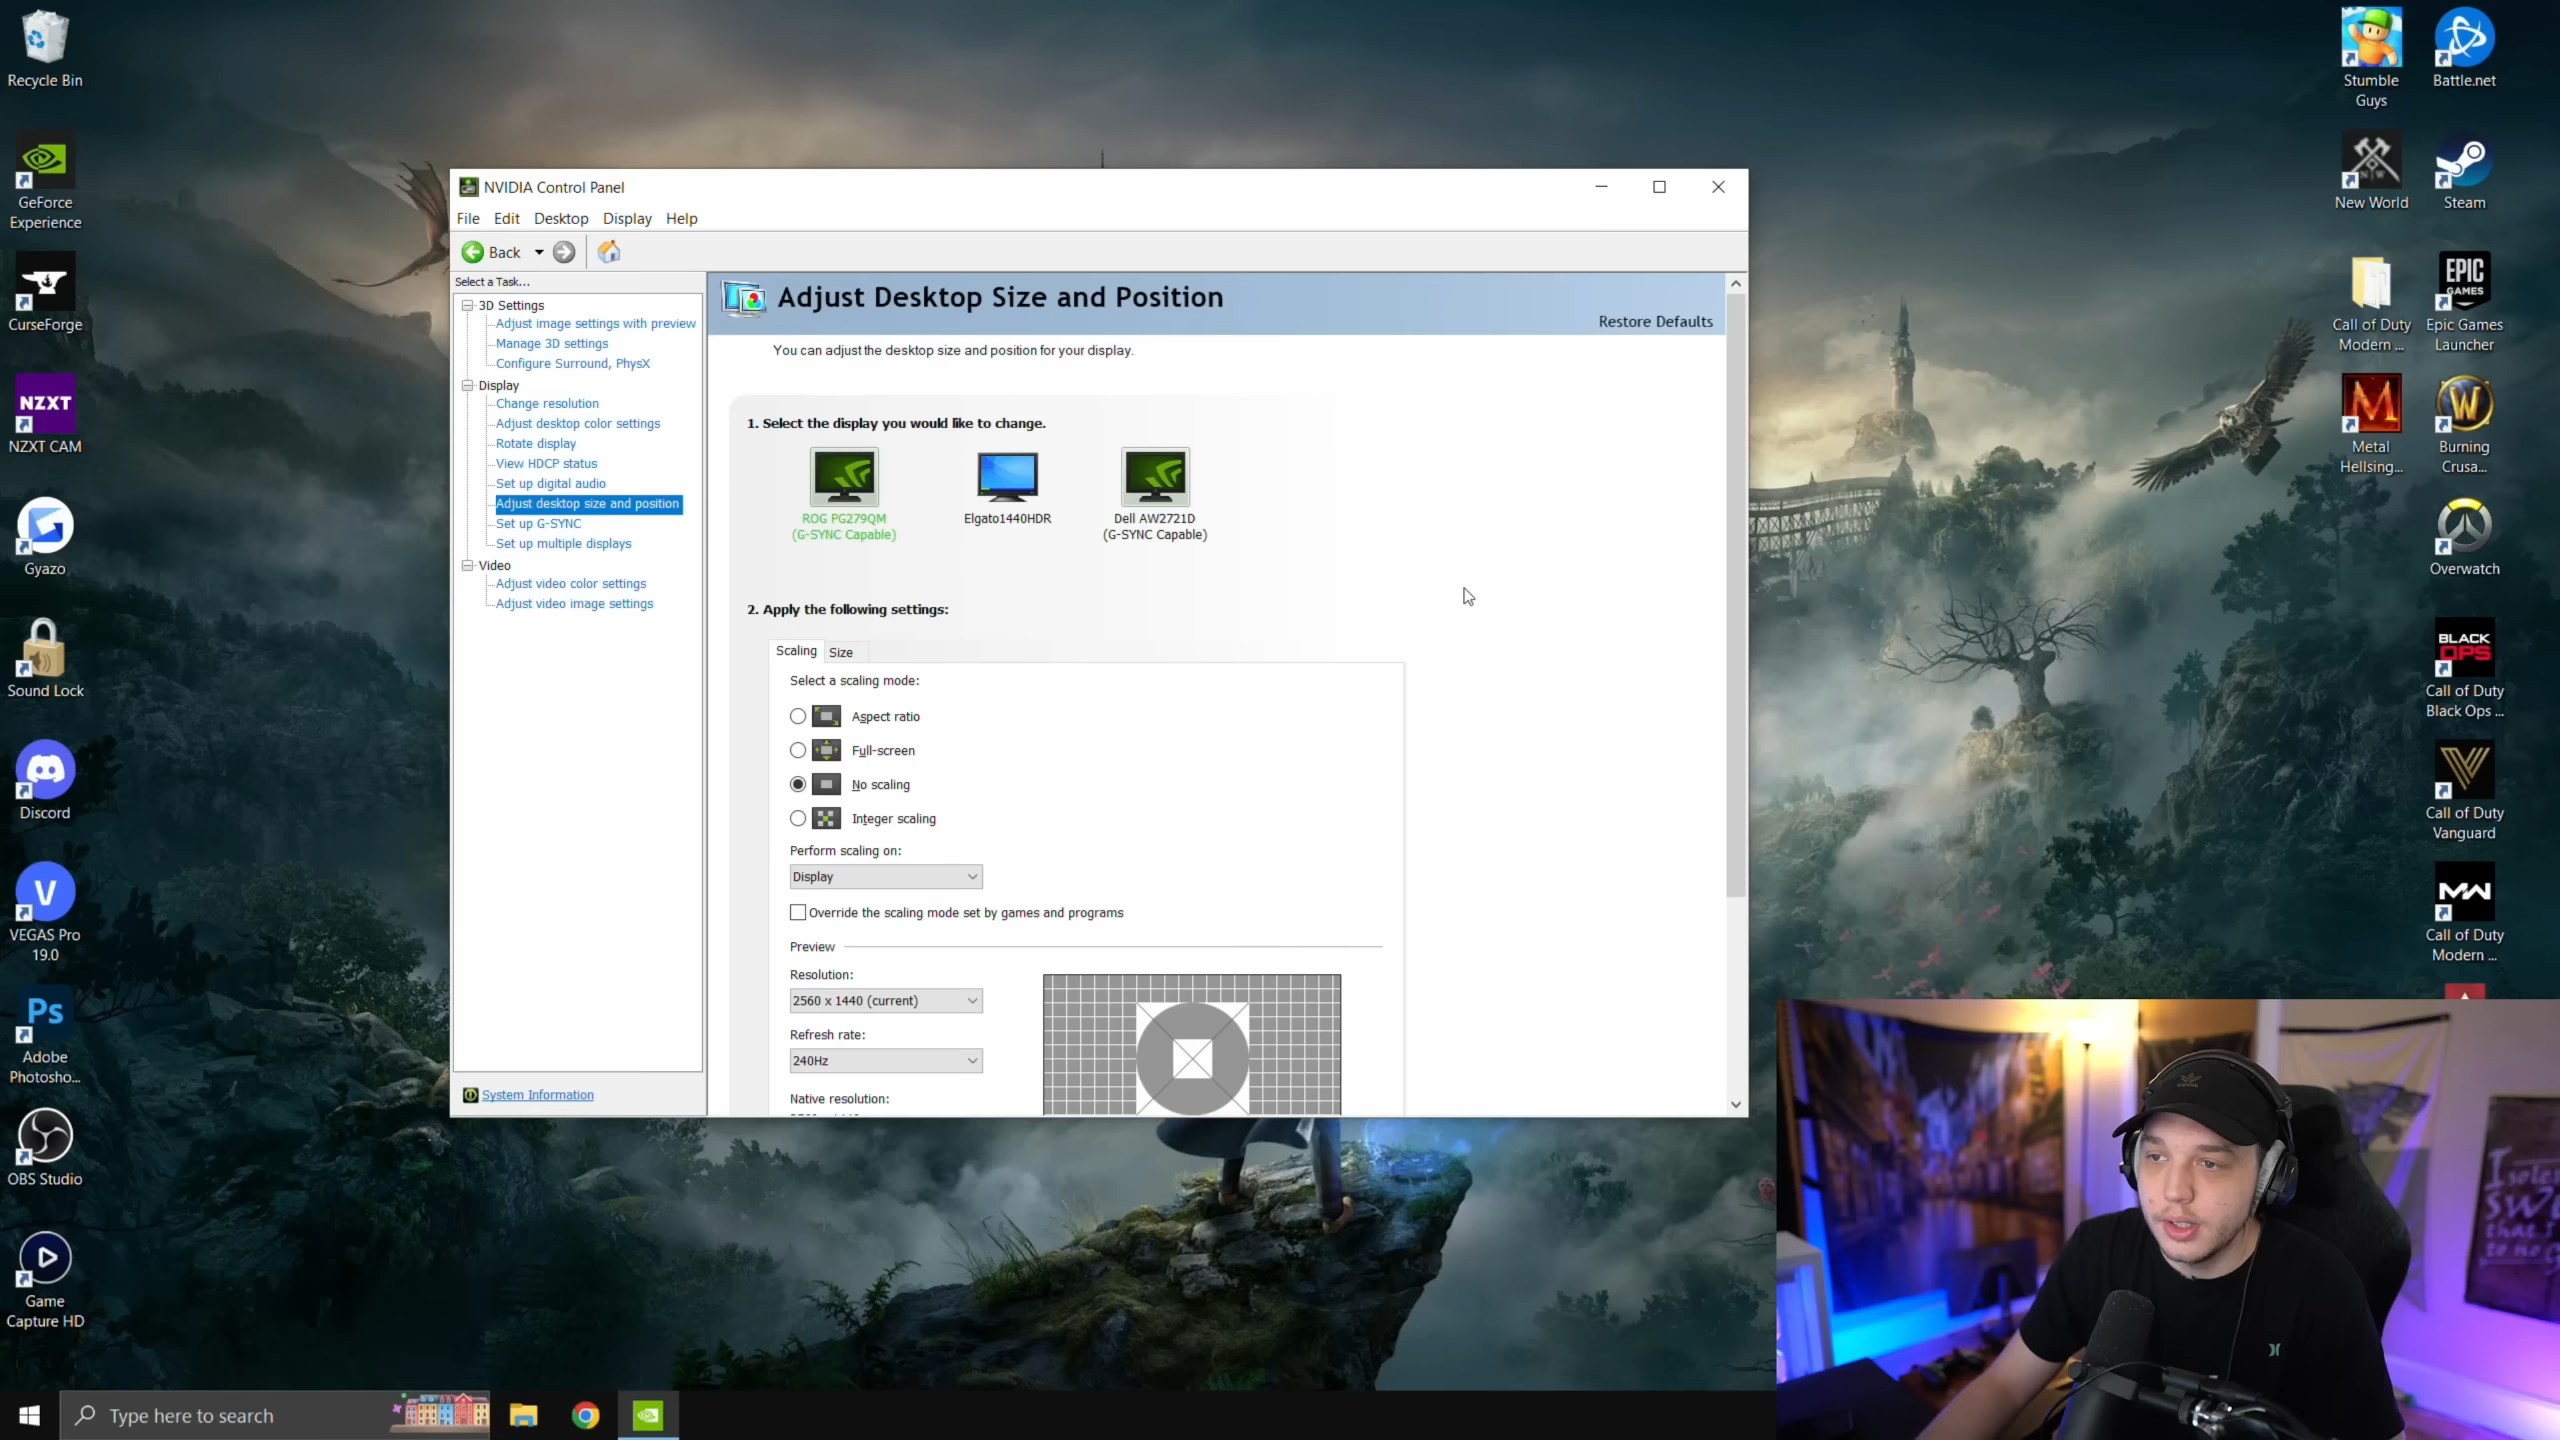 Recycle Bin
GeForce
Experience
CurseForge
NZXT
NZXT CAM
Gyazo
Sound Lock
Discord
V
VEGAS Pro
19.0
Ps
Adobe
Photosho...
OBS Studio
Game
Capture HD
NVIDIA Control Panel
File Edit Desktop Display Help
Back
Select a Task...
3D Settings
Adjust image settings with preview
Manage 3D settings
Configure Surround, PhysX
Display
Change resolution
Adjust desktop color settings
Rotate display
View HDCP status
Set up digital audio
Adjust desktop size and position
Set up G-SYNC
Set up multiple displays
Video
Adjust video color settings
Adjust video image settings
System Information
Adjust Desktop Size and Position
Restore Defaults
You can adjust the desktop size and position for your display.
1. Select the display you would like to change.
ROG PG279QM
(G-SYNC Capable)
Elgato1440HDR
Dell AW2721D
(G-SYNC Capable)
2. Apply the following settings:
Scaling Size
Select a scaling mode:
Aspect ratio
Full-screen
No scaling
Integer scaling
Perform scaling on:
Display
Override the scaling mode set by games and programs
Preview
Resolution:
2560 x 1440 (current)
Refresh rate:
240Hz
Native resolution:
Stumble
Guys
Battle.net
New World
Steam
Call of Duty
Modern ...
EPIC
GAMES
Epic Games
Launcher
Metal
Hellsing...
W
Burning
Crusa...
Overwatch
BLACK
OPS
Call of Duty
Black Ops ...
Call of Duty
Vanguard
MW
Call of Duty
Modern ...
Type here to search